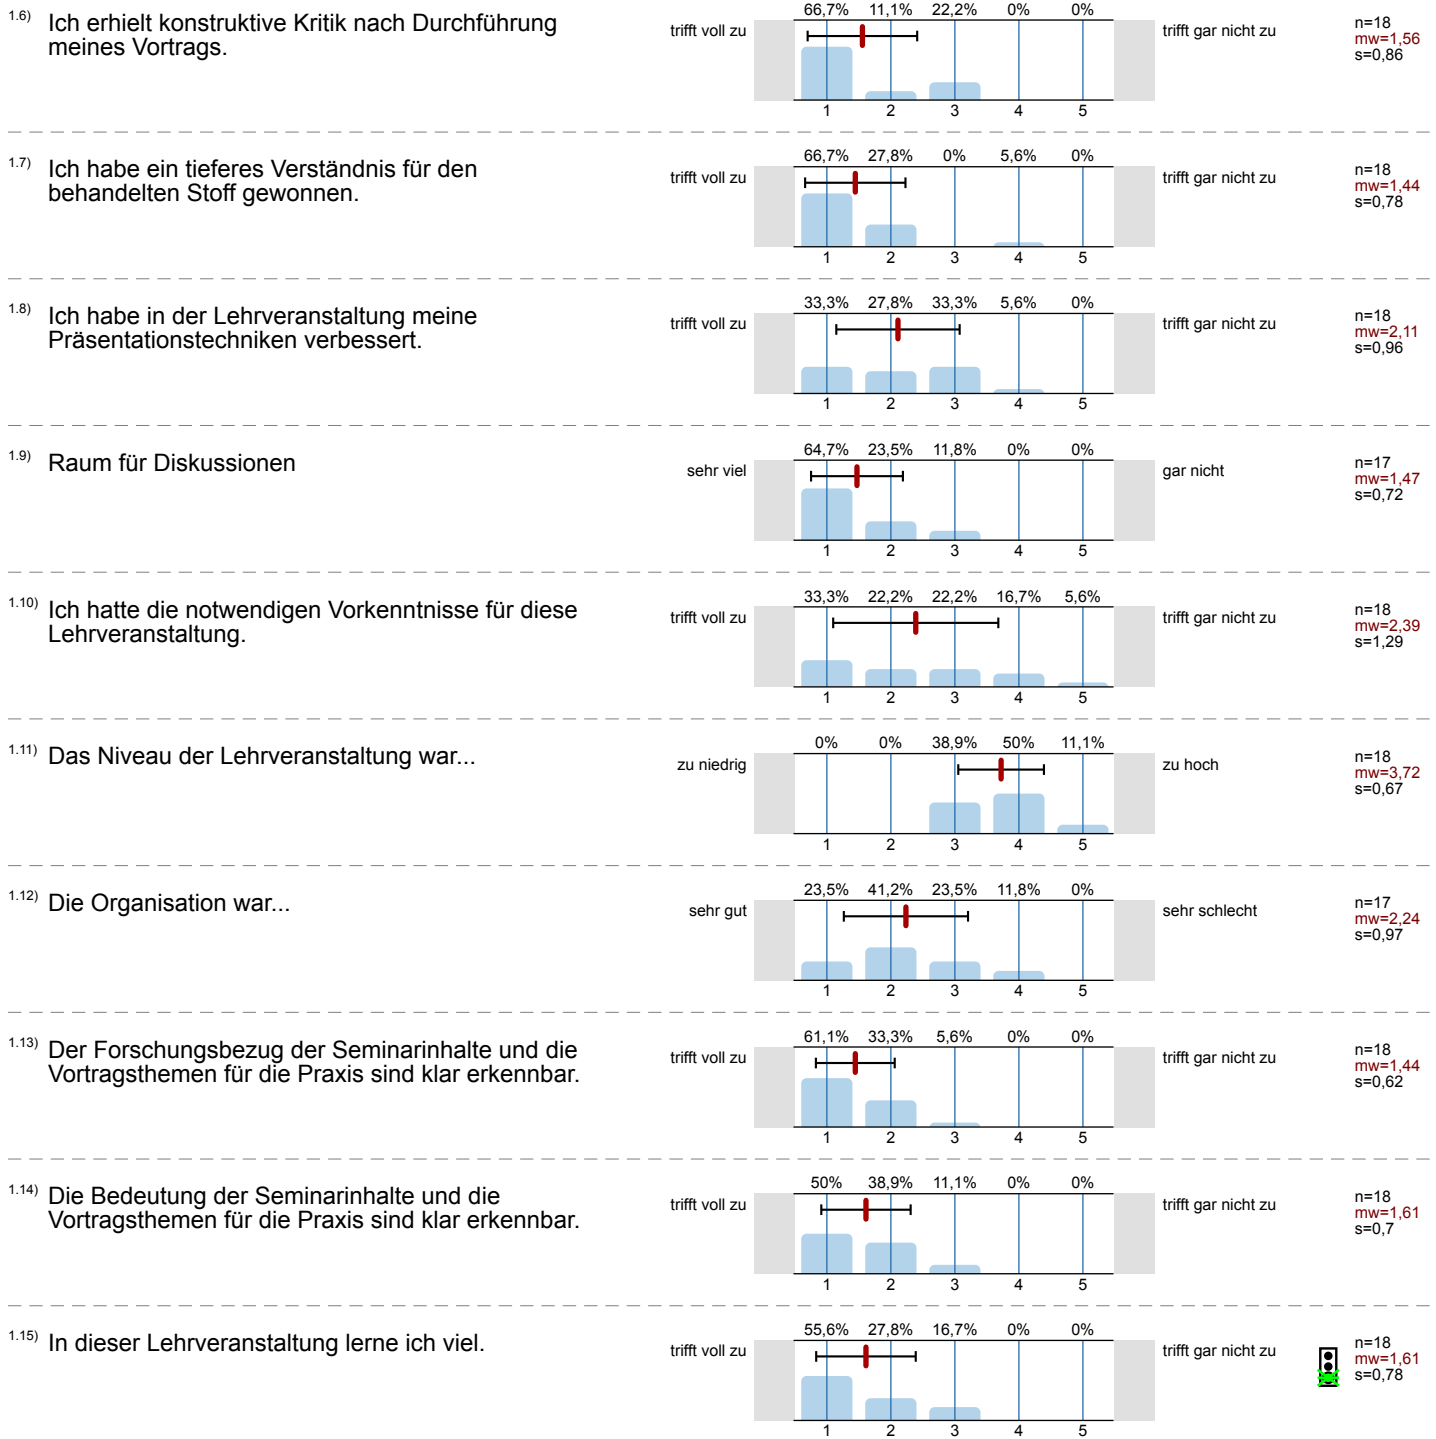 1.6) Ich erhielt konstruktive Kritik nach Durchführung
meines Vortrags.
trifft voll zu
66,7% 11,1% 22,2% 0% 0%
1 2 3 4 5
trifft gar nicht zu
n=18
mw=1,56
s=0,86
1.7) Ich habe ein tieferes Verständnis für den
behandelten Stoff gewonnen.
trifft voll zu
66,7% 27,8% 0% 5,6% 0%
1 2 3 4 5
trifft gar nicht zu
n=18
mw=1,44
s=0,78
1.8) Ich habe in der Lehrveranstaltung meine
Präsentationstechniken verbessert.
trifft voll zu
33,3% 27,8% 33,3% 5,6% 0%
1 2 3 4 5
trifft gar nicht zu
n=18
mw=2,11
s=0,96
1.9) Raum für Diskussionen
sehr viel
64,7% 23,5% 11,8% 0% 0%
1 2 3 4 5
gar nicht
n=17
mw=1,47
s=0,72
1.10) Ich hatte die notwendigen Vorkenntnisse für diese
Lehrveranstaltung.
trifft voll zu
33,3% 22,2% 22,2% 16,7% 5,6%
1 2 3 4 5
trifft gar nicht zu
n=18
mw=2,39
s=1,29
1.11) Das Niveau der Lehrveranstaltung war...
zu niedrig
0% 0% 38,9% 50% 11,1%
1 2 3 4 5
zu hoch
n=18
mw=3,72
s=0,67
1.12) Die Organisation war...
sehr gut
23,5% 41,2% 23,5% 11,8% 0%
1 2 3 4 5
sehr schlecht
n=17
mw=2,24
s=0,97
1.13) Der Forschungsbezug der Seminarinhalte und die
Vortragsthemen für die Praxis sind klar erkennbar.
trifft voll zu
61,1% 33,3% 5,6% 0% 0%
1 2 3 4 5
trifft gar nicht zu
n=18
mw=1,44
s=0,62
1.14) Die Bedeutung der Seminarinhalte und die
Vortragsthemen für die Praxis sind klar erkennbar.
trifft voll zu
50% 38,9% 11,1% 0% 0%
1 2 3 4 5
trifft gar nicht zu
n=18
mw=1,61
s=0,7
1.15) In dieser Lehrveranstaltung lerne ich viel.
trifft voll zu
55,6% 27,8% 16,7% 0% 0%
1 2 3 4 5
trifft gar nicht zu
n=18
mw=1,61
s=0,78